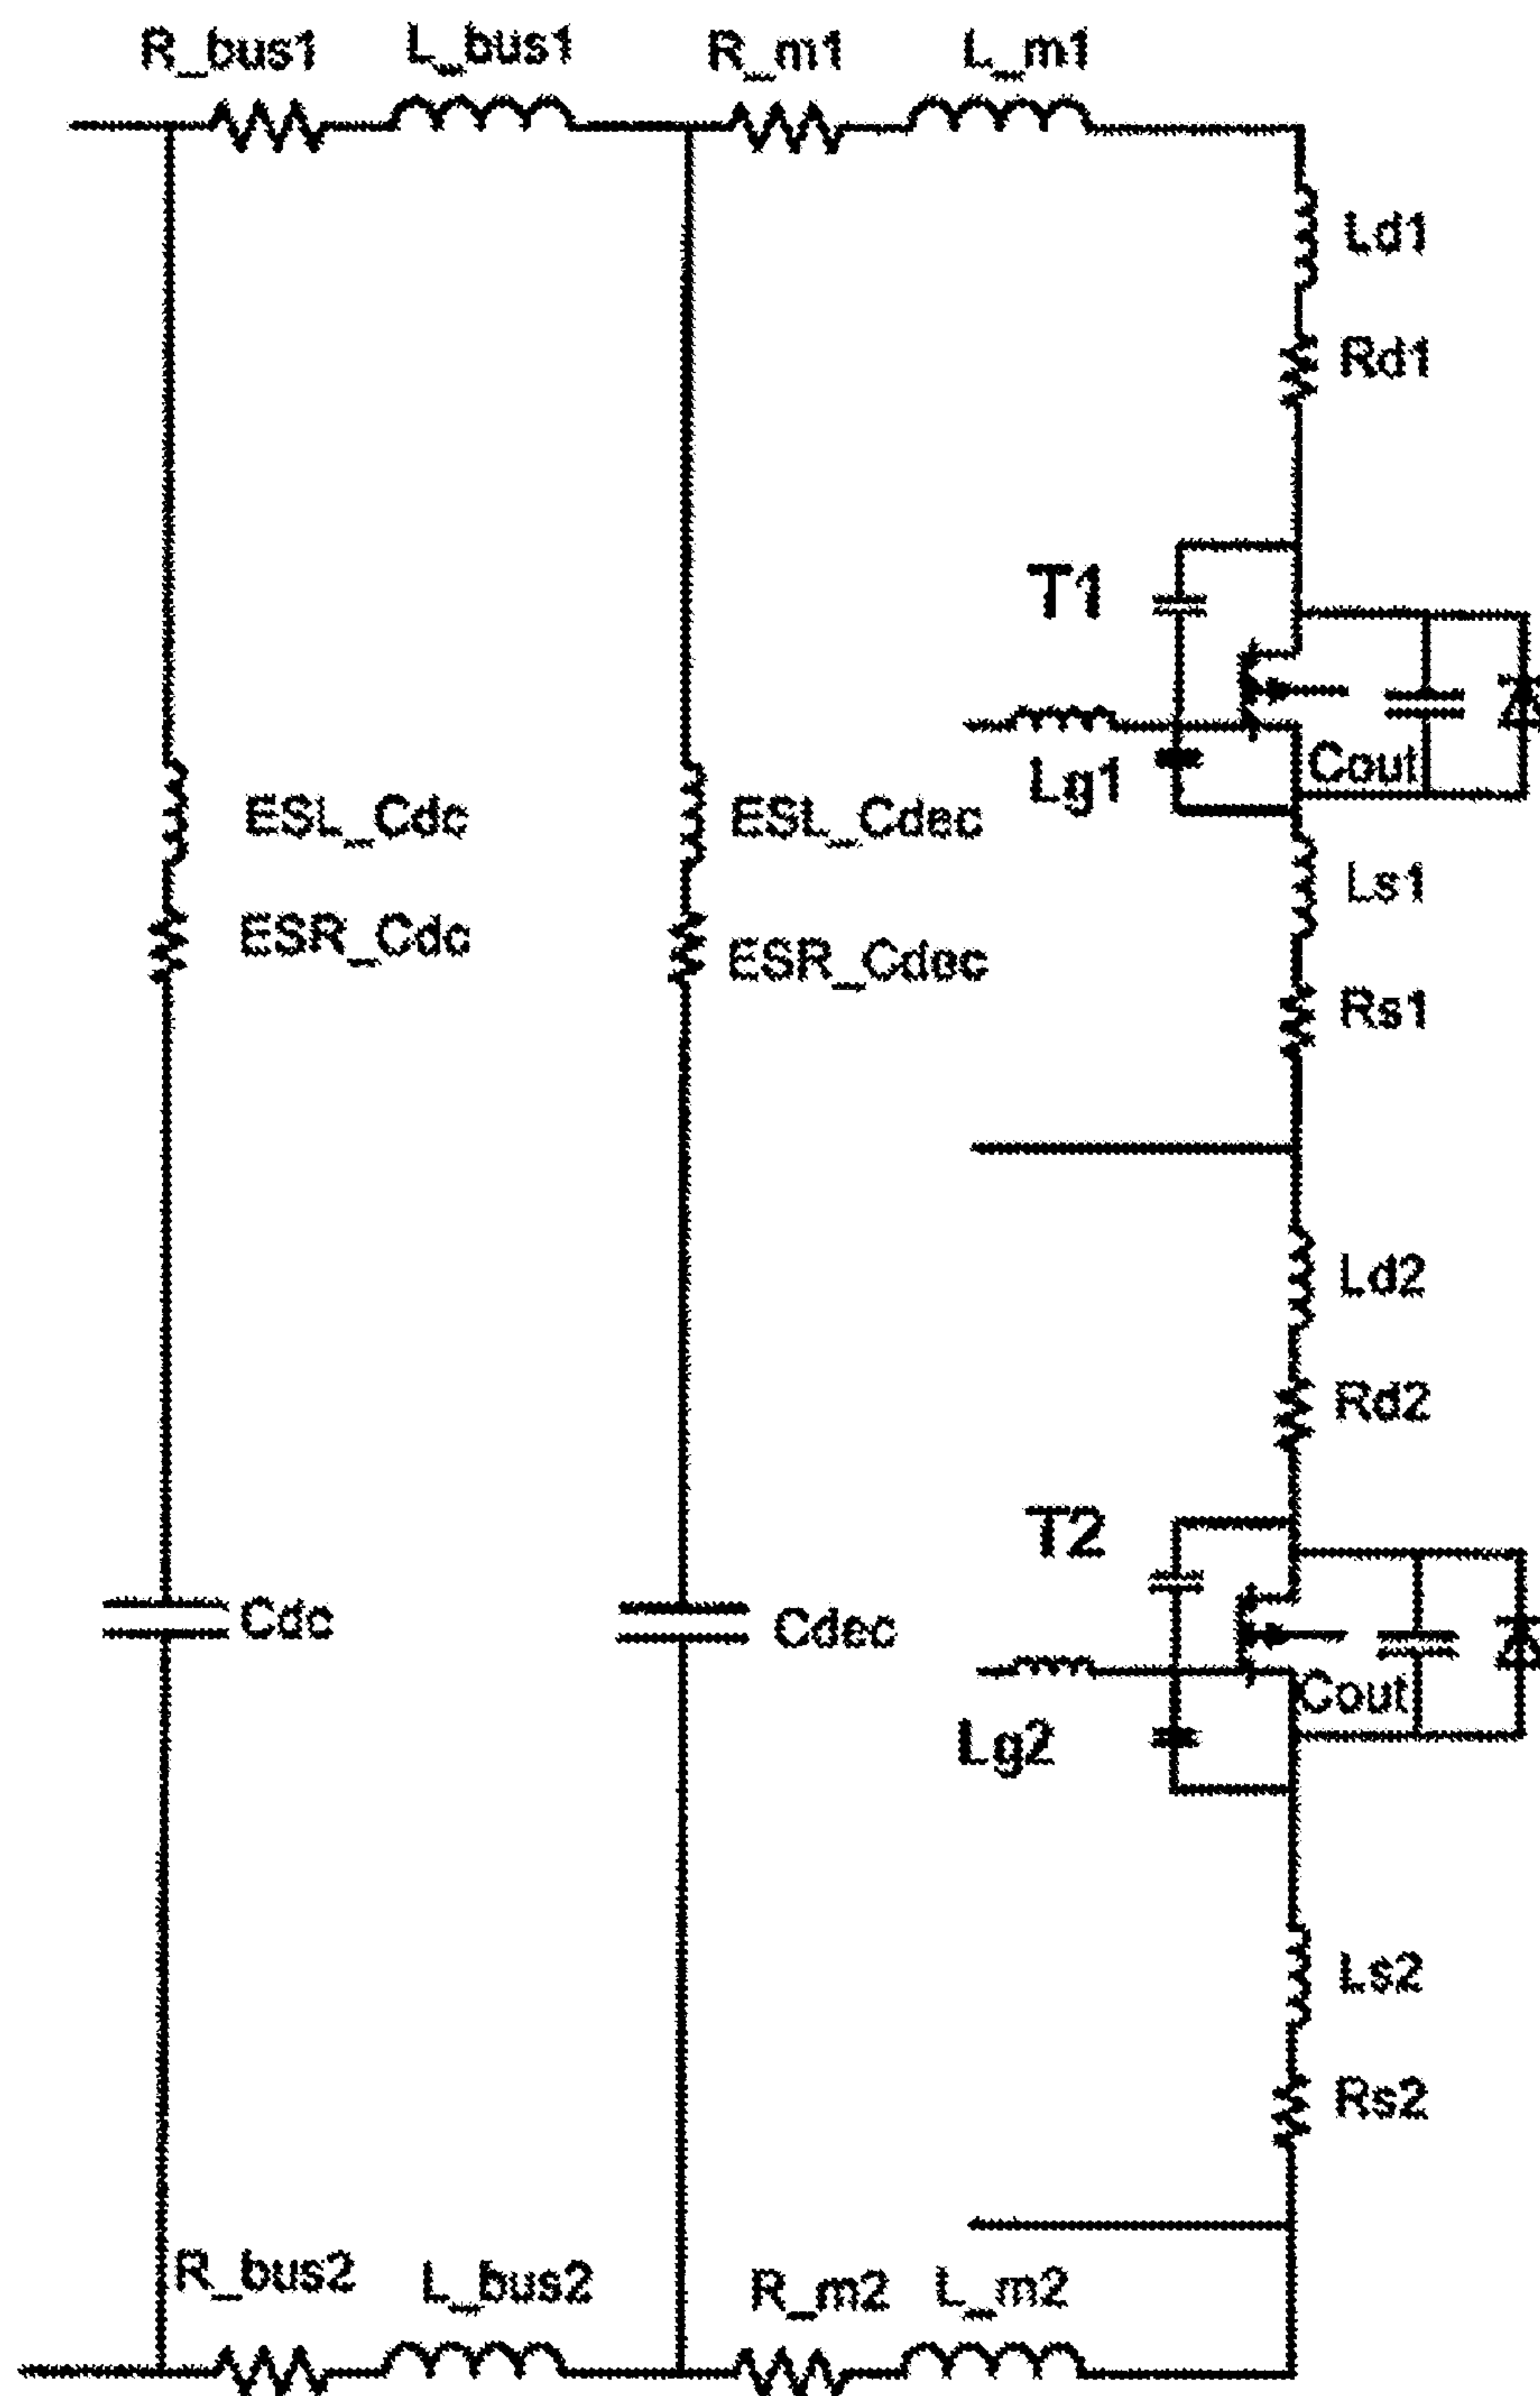 R_bus1 L_bus1 R_m1 L_m1
Ld1
Rd1
T1
Cout
Lg1
ESL_Cdc ESL_Cdec
Ls1
ESR_Cdc ESR_Cdec
Rs1
Ld2
Rd2
T2
Cdc Cdec
Cout
Lg2
Ls2
Rs2
R_bus2 L_bus2 R_m2 L_m2